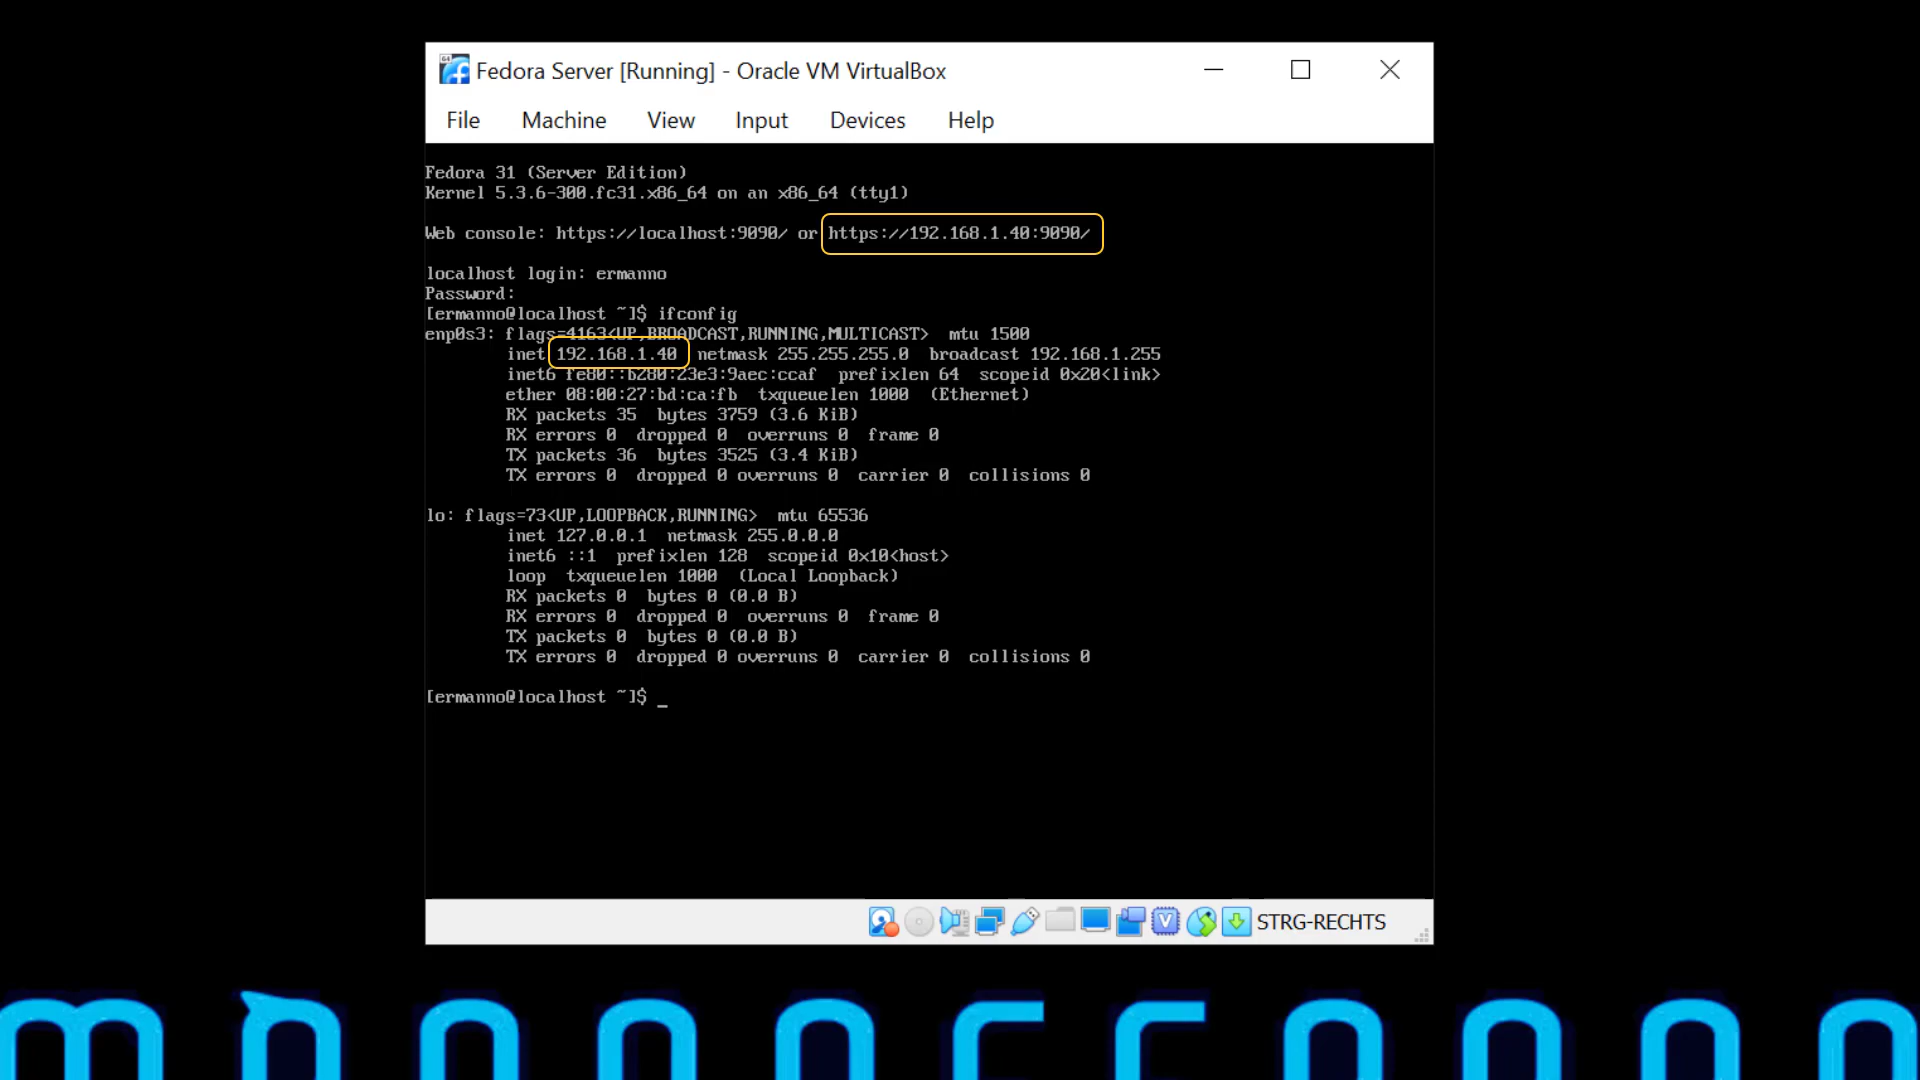 Fedora Server [Running] - Oracle VM VirtualBox
File Machine View Input Devices Help
Fedora 31 (Server Edition)
Kernel 5.3.6-300.fc31.x86_64 on an x86_64 (tty1)
Web console: https://localhost:9090/ or https://192.168.1.40:9090/
localhost login: ermanno
Password:
[ermanno@localhost ~]$ ifconfig
enp0s3: flags=4163<UP,BROADCAST,RUNNING,MULTICAST>  mtu 1500
inet 192.168.1.40 netmask 255.255.255.0  broadcast 192.168.1.255
inet6 fe80::b280:23e3:9aec:ccaf  prefixlen 64  scopeid 0x20<link>
ether 08:00:27:bd:ca:fb  txqueuelen 1000  (Ethernet)
RX packets 35  bytes 3759 (3.6 KiB)
RX errors 0  dropped 0  overruns 0  frame 0
TX packets 36  bytes 3525 (3.4 KiB)
TX errors 0  dropped 0 overruns 0  carrier 0  collisions 0
lo: flags=73<UP,LOOPBACK,RUNNING>  mtu 65536
inet 127.0.0.1  netmask 255.0.0.0
inet6 ::1  prefixlen 128  scopeid 0x10<host>
loop  txqueuelen 1000  (Local Loopback)
RX packets 0  bytes 0 (0.0 B)
RX errors 0  dropped 0  overruns 0  frame 0
TX packets 0  bytes 0 (0.0 B)
TX errors 0  dropped 0 overruns 0  carrier 0  collisions 0
[ermanno@localhost ~]$ _
STRG-RECHTS